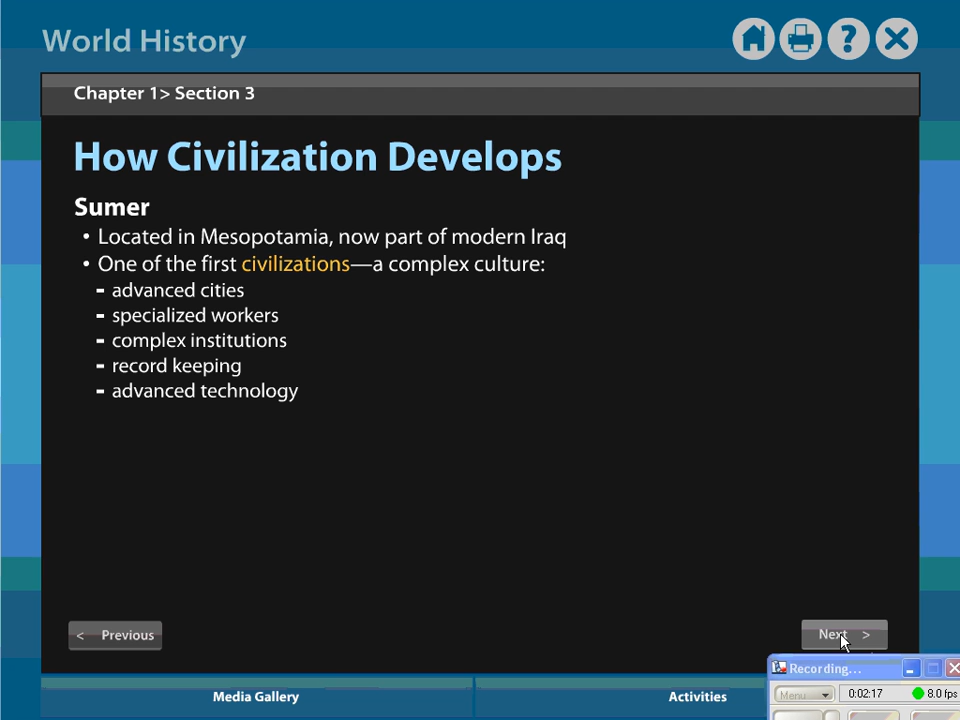 World History
?
Chapter 1> Section 3
How Civilization Develops
Sumer
• Located in Mesopotamia, now part of modern Iraq
• One of the first civilizations—a complex culture:
- advanced cities
- specialized workers
- complex institutions
- record keeping
- advanced technology
< Previous
Next >
Recording...
Menu
0:02:17
8.0 fps
Media Gallery
Activities